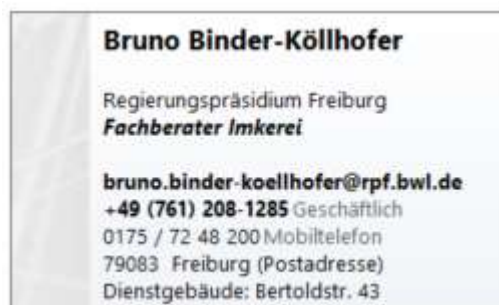 Bruno Binder-Köllhofer
Regierungspräsidium Freiburg
Fachberater Imkerei
bruno.binder-koellhofer@rpf.bwl.de
+49 (761) 208-1285 Geschäftlich
0175 / 72 48 200 Mobiltelefon
79083 Freiburg (Postadresse)
Dienstgebäude: Bertoldstr. 43